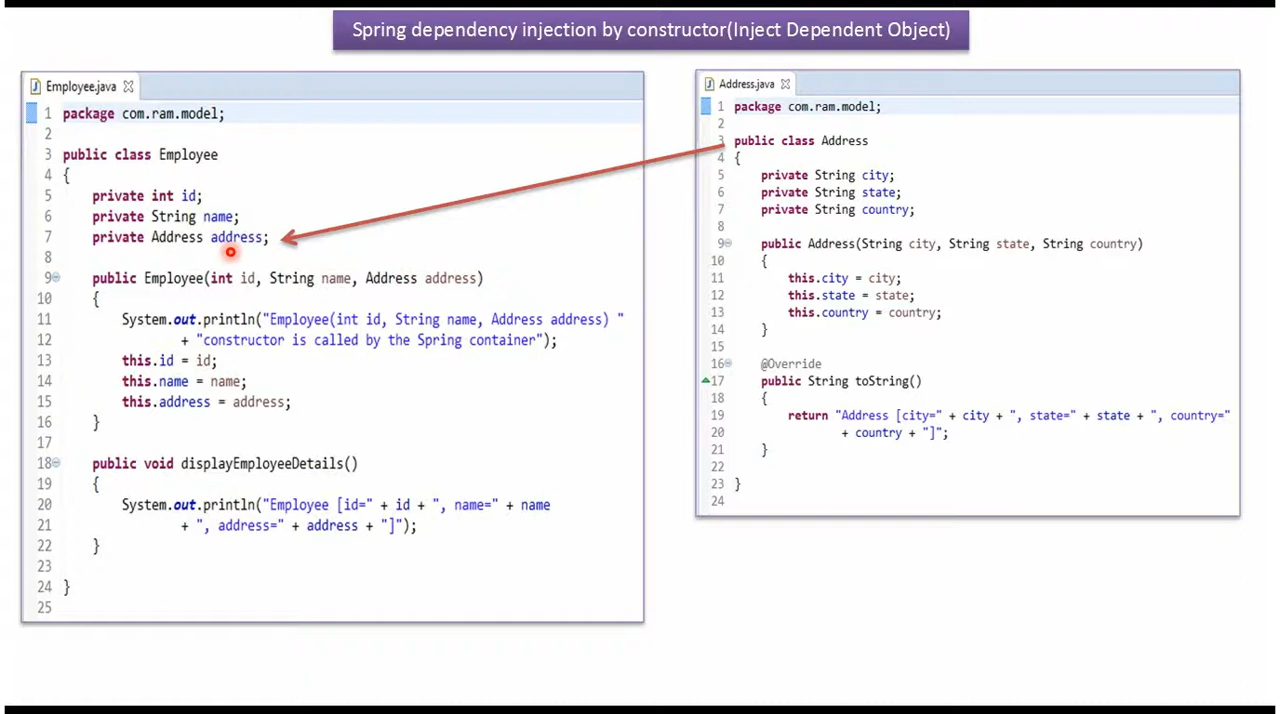 Spring dependency injection by constructor(Inject Dependent Object)
Employee.java
1 package com.ram.model;
2
3 public class Employee
4 {
5 private int id;
6 private String name;
7 private Address address;
8
9 public Employee(int id, String name, Address address)
10 {
11 System.out.println("Employee(int id, String name, Address address) "
12 + "constructor is called by the Spring container");
13 this.id = id;
14 this.name = name;
15 this.address = address;
16 }
17
18 public void displayEmployeeDetails()
19 {
20 System.out.println("Employee [id=" + id + ", name=" + name
21 + ", address=" + address + "]");
22 }
23
24 }
25
Address.java
1 package com.ram.model;
2
3 public class Address
4 {
5 private String city;
6 private String state;
7 private String country;
8
9 public Address(String city, String state, String country)
10 {
11 this.city = city;
12 this.state = state;
13 this.country = country;
14 }
15
16 @Override
17 public String toString()
18 {
19 return "Address [city=" + city + ", state=" + state + ", country="
20 + country + "]";
21 }
22
23 }
24